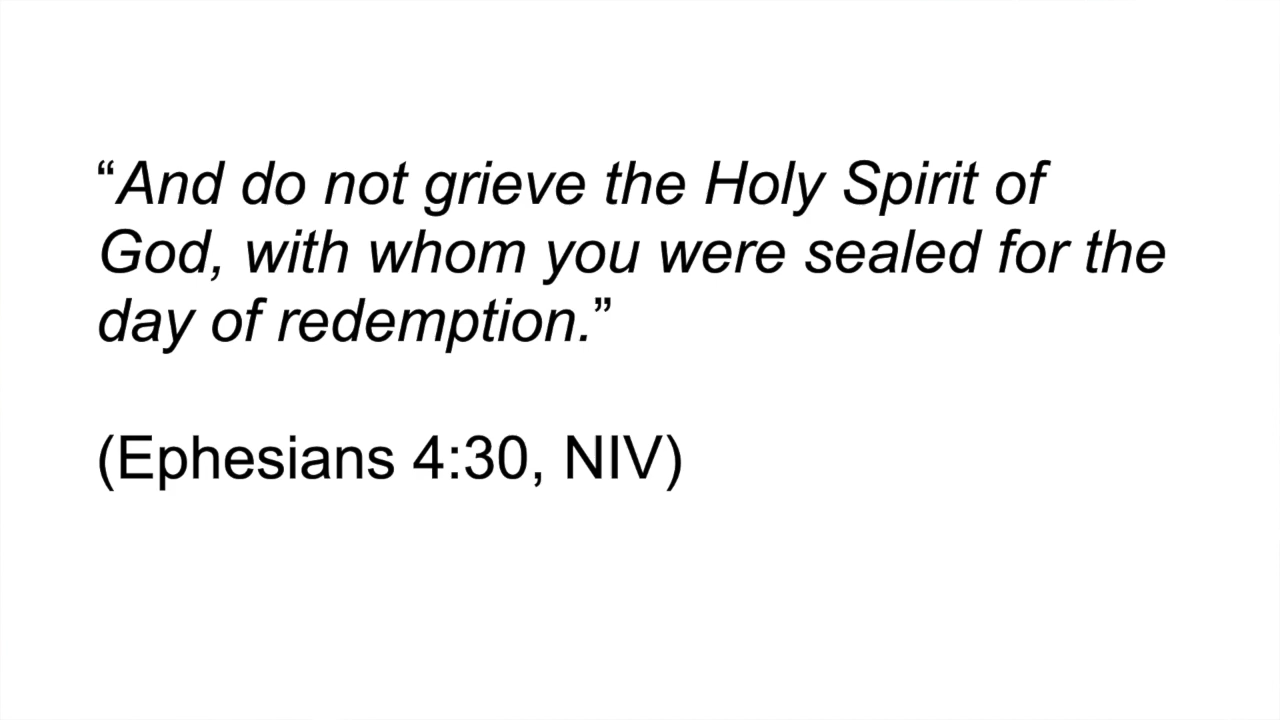 “And do not grieve the Holy Spirit of
God, with whom you were sealed for the
day of redemption.”
(Ephesians 4:30, NIV)